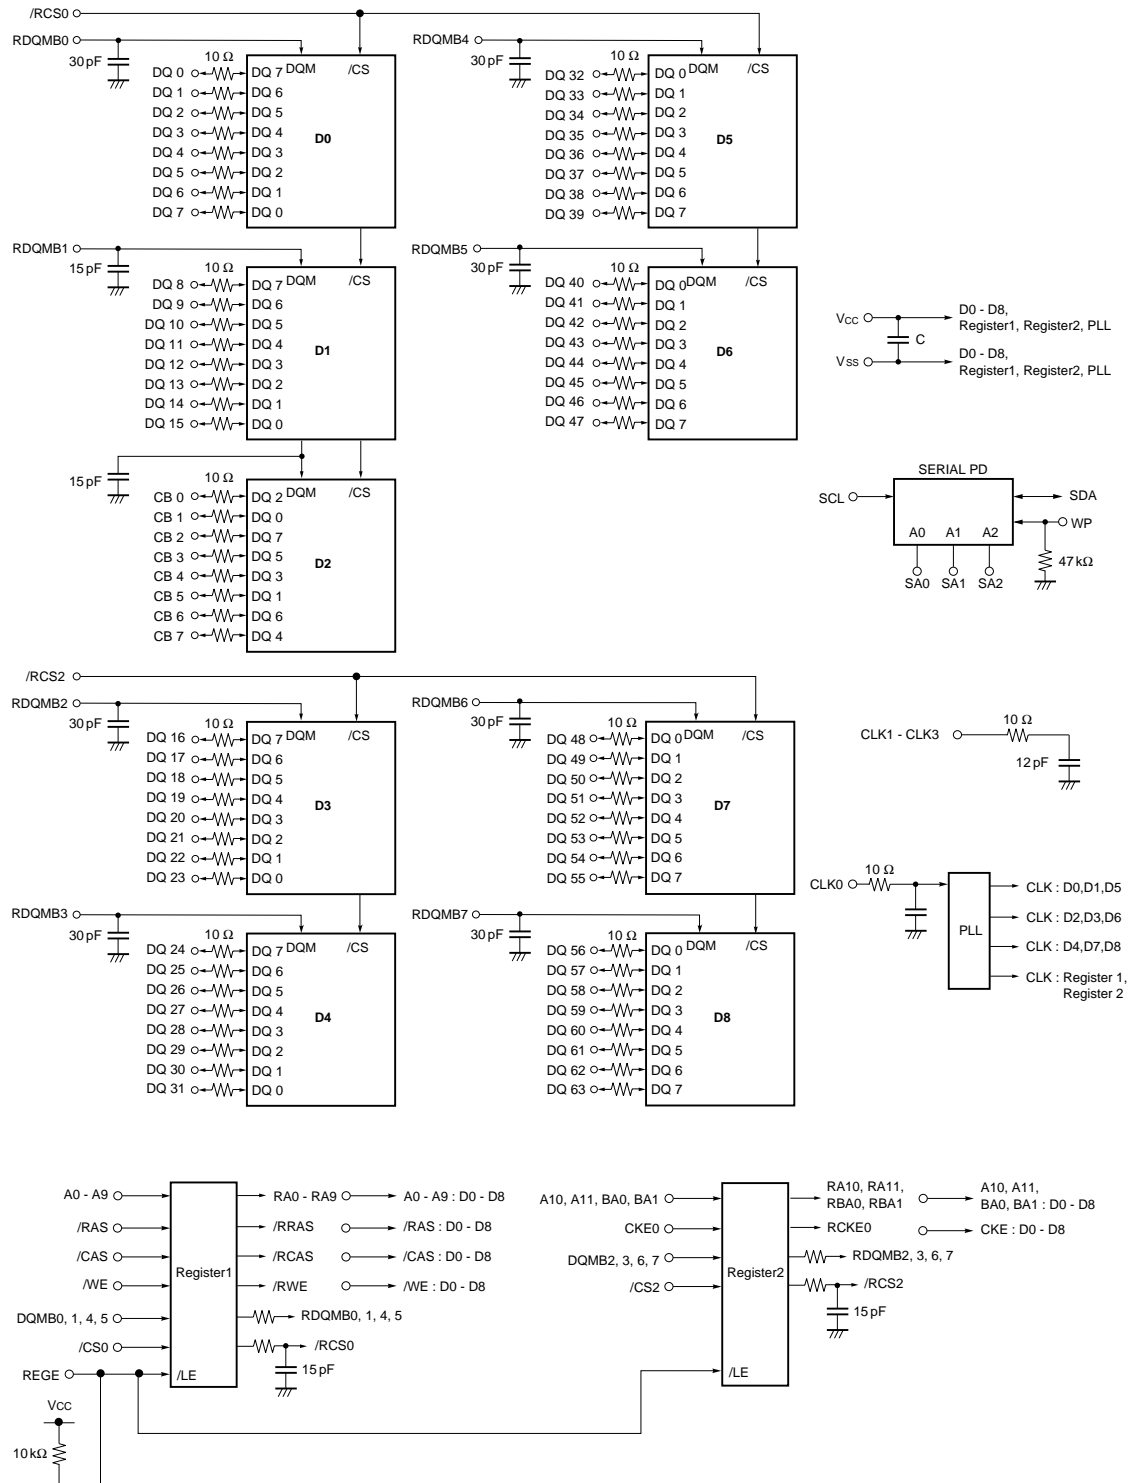 /RCS0
RDQMB0
30 pF
10 Ω
DQM
/CS
DQ 0
DQ 7
DQ 1
DQ 6
DQ 2
DQ 5
DQ 3
DQ 4
D0
DQ 4
DQ 3
DQ 5
DQ 2
DQ 6
DQ 1
DQ 7
DQ 0
RDQMB4
30 pF
10 Ω
DQM
/CS
DQ 32
DQ 0
DQ 33
DQ 1
DQ 34
DQ 2
DQ 35
DQ 3
D5
DQ 36
DQ 4
DQ 37
DQ 5
DQ 38
DQ 6
DQ 39
DQ 7
RDQMB1
15 pF
10 Ω
DQM
/CS
DQ 8
DQ 7
DQ 9
DQ 6
DQ 10
DQ 5
DQ 11
DQ 4
D1
DQ 12
DQ 3
DQ 13
DQ 2
DQ 14
DQ 1
DQ 15
DQ 0
RDQMB5
30 pF
10 Ω
DQM
/CS
DQ 40
DQ 0
DQ 41
DQ 1
DQ 42
DQ 2
DQ 43
DQ 3
D6
DQ 44
DQ 4
DQ 45
DQ 5
DQ 46
DQ 6
DQ 47
DQ 7
VCC
D0 - D8,
Register1, Register2, PLL
C
VSS
D0 - D8,
Register1, Register2, PLL
15 pF
10 Ω
DQM
/CS
CB 0
DQ 2
CB 1
DQ 0
CB 2
DQ 7
CB 3
DQ 5
D2
CB 4
DQ 3
CB 5
DQ 1
CB 6
DQ 6
CB 7
DQ 4
SERIAL PD
SCL
SDA
WP
A0 A1 A2
47 kΩ
SA0 SA1 SA2
/RCS2
RDQMB2
30 pF
10 Ω
DQM
/CS
DQ 16
DQ 7
DQ 17
DQ 6
DQ 18
DQ 5
DQ 19
DQ 4
D3
DQ 20
DQ 3
DQ 21
DQ 2
DQ 22
DQ 1
DQ 23
DQ 0
RDQMB6
30 pF
10 Ω
DQM
/CS
DQ 48
DQ 0
DQ 49
DQ 1
DQ 50
DQ 2
DQ 51
DQ 3
D7
DQ 52
DQ 4
DQ 53
DQ 5
DQ 54
DQ 6
DQ 55
DQ 7
10 Ω
CLK1 - CLK3
12 pF
RDQMB3
30 pF
10 Ω
DQM
/CS
DQ 24
DQ 7
DQ 25
DQ 6
DQ 26
DQ 5
DQ 27
DQ 4
D4
DQ 28
DQ 3
DQ 29
DQ 2
DQ 30
DQ 1
DQ 31
DQ 0
RDQMB7
30 pF
10 Ω
DQM
/CS
DQ 56
DQ 0
DQ 57
DQ 1
DQ 58
DQ 2
DQ 59
DQ 3
D8
DQ 60
DQ 4
DQ 61
DQ 5
DQ 62
DQ 6
DQ 63
DQ 7
10 Ω
CLK0
PLL
CLK : D0,D1,D5
CLK : D2,D3,D6
CLK : D4,D7,D8
CLK : Register 1,
Register 2
A0 - A9
RA0 - RA9
A0 - A9 : D0 - D8
/RAS
/RRAS
/RAS : D0 - D8
/CAS
/RCAS
/CAS : D0 - D8
Register1
/WE
/RWE
/WE : D0 - D8
DQMB0, 1, 4, 5
RDQMB0, 1, 4, 5
/CS0
/RCS0
15 pF
REGE
/LE
VCC
10 kΩ
A10, A11, BA0, BA1
RA10, RA11,
RBA0, RBA1
A10, A11,
BA0, BA1 : D0 - D8
CKE0
RCKE0
CKE : D0 - D8
DQMB2, 3, 6, 7
RDQMB2, 3, 6, 7
Register2
/CS2
/RCS2
15 pF
/LE